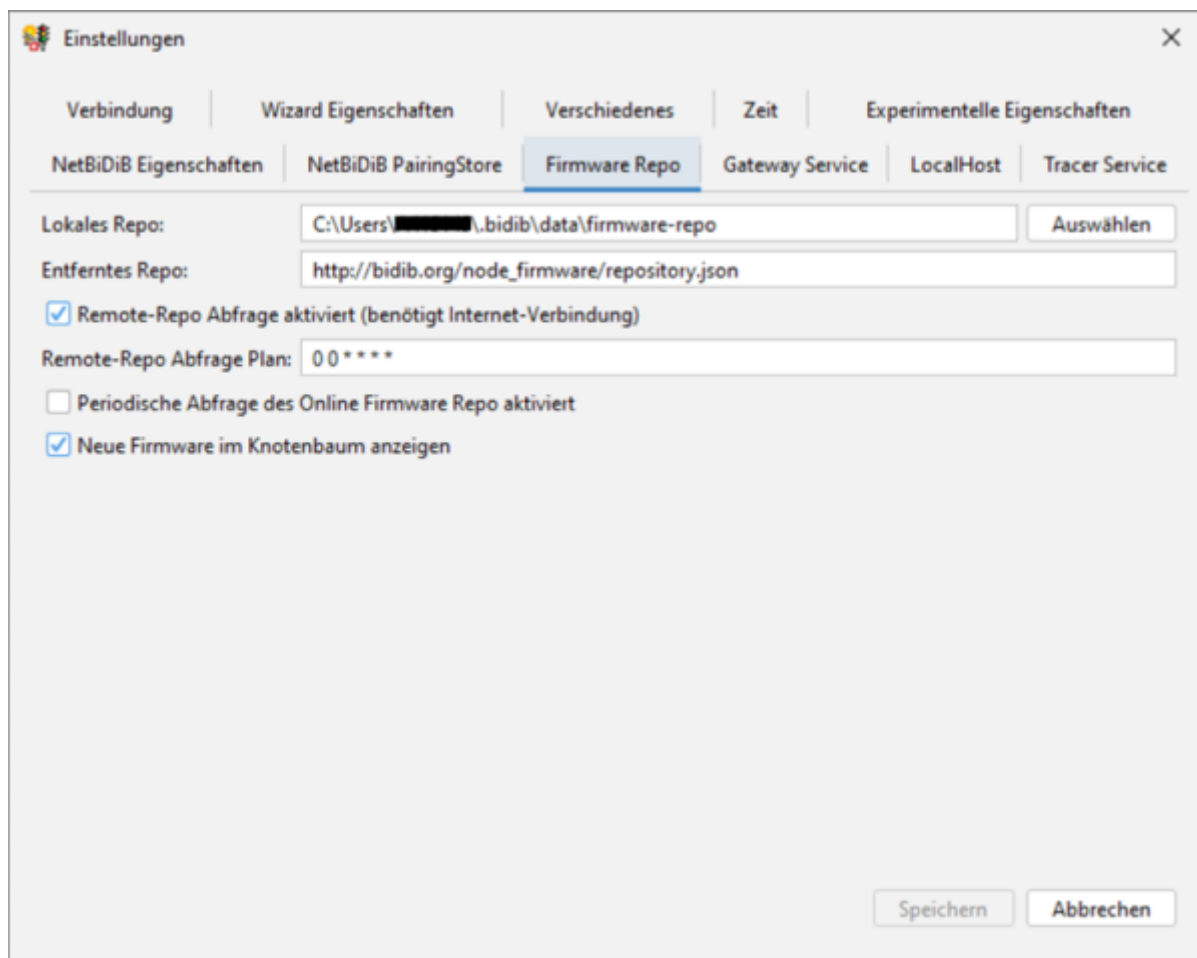 Einstellungen
Verbindung Wizard Eigenschaften Verschiedenes Zeit Experimentelle Eigenschaften
NetBiDiB Eigenschaften NetBiDiB PairingStore Firmware Repo Gateway Service LocalHost Tracer Service
Lokales Repo: C:\Users\ \.bidib\data\firmware-repo Auswählen
Entferntes Repo: http://bidib.org/node_firmware/repository.json
Remote-Repo Abfrage aktiviert (benötigt Internet-Verbindung)
Remote-Repo Abfrage Plan: 0 0 * * * *
Periodische Abfrage des Online Firmware Repo aktiviert
Neue Firmware im Knotenbaum anzeigen
Speichern Abbrechen